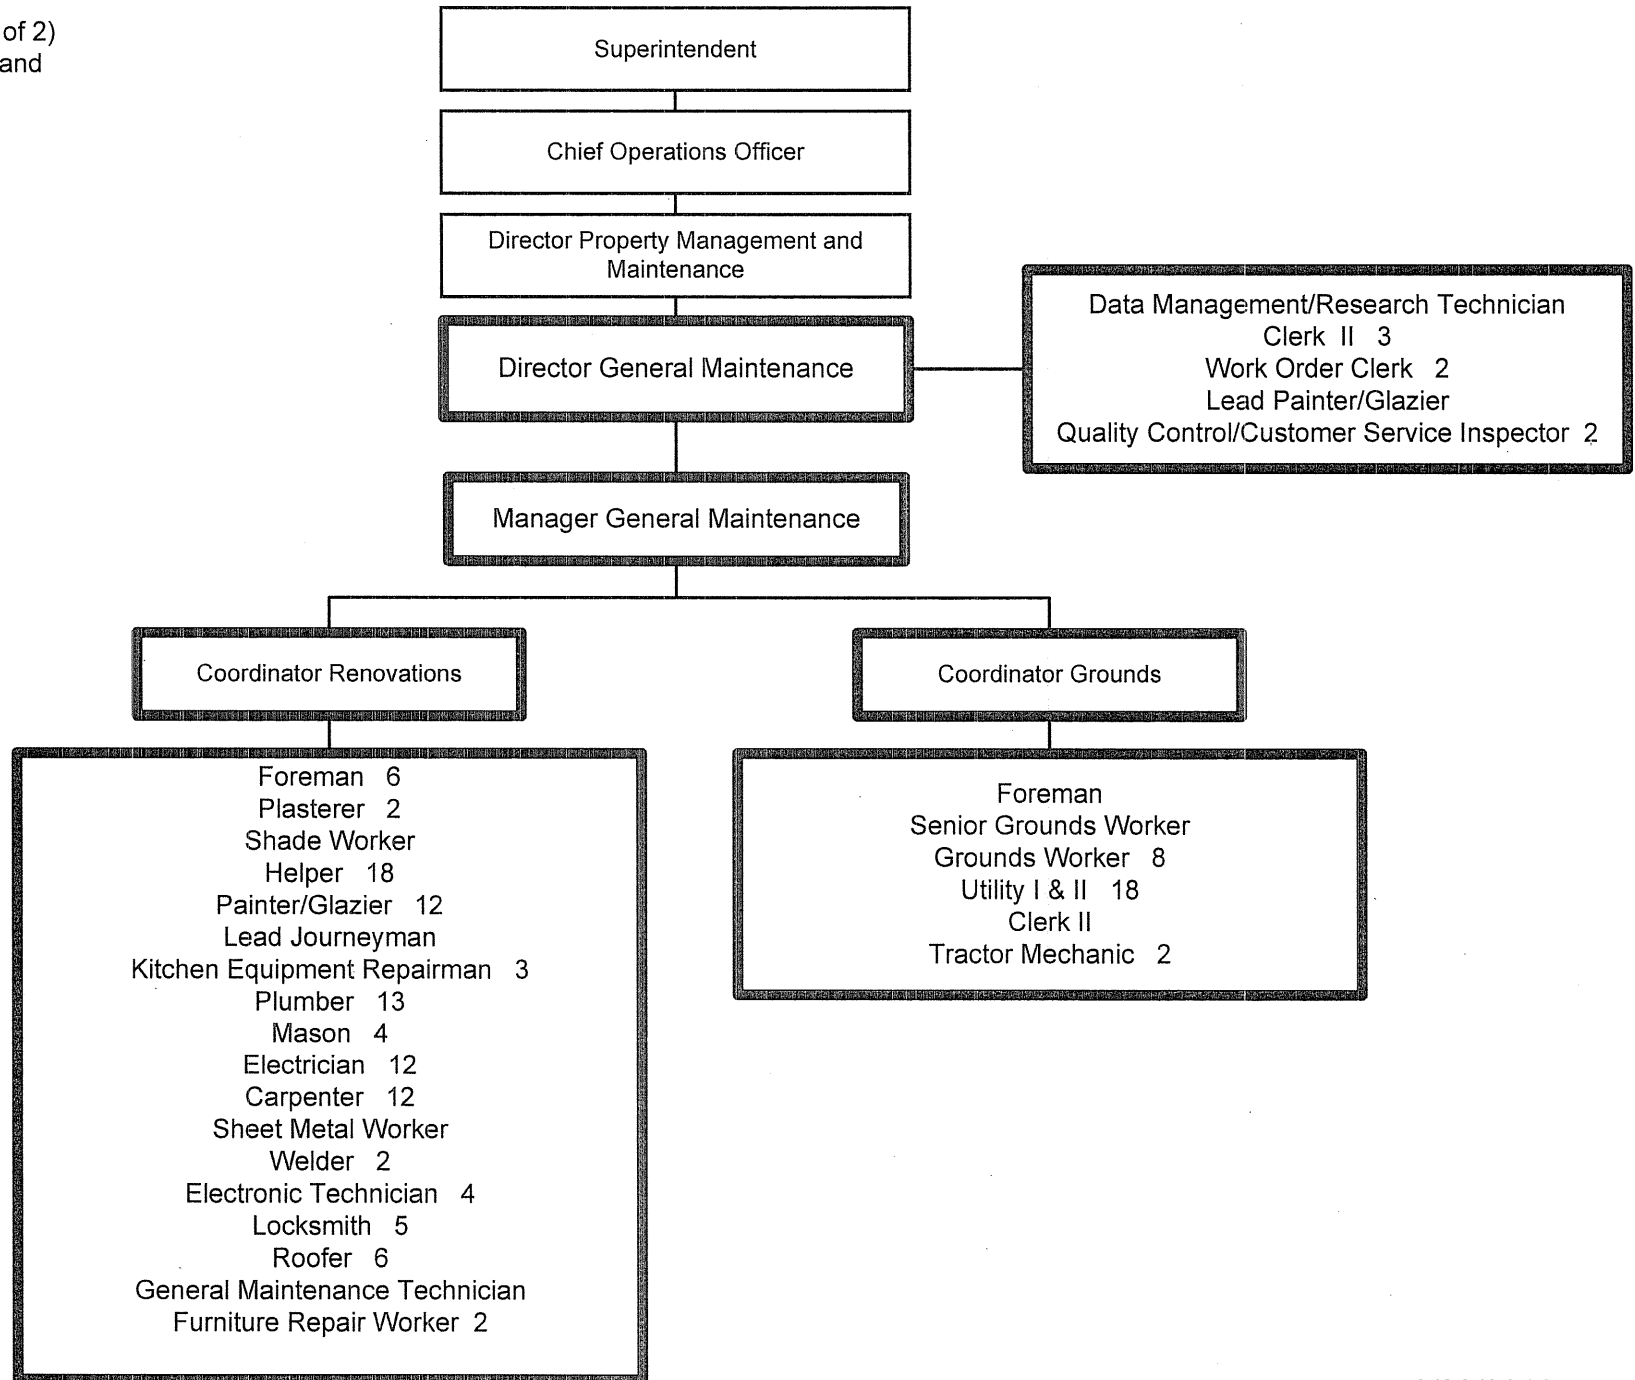 of 2)
and
Superintendent
Chief Operations Officer
Director Property Management and
Maintenance
Director General Maintenance
Data Management/Research Technician
Clerk II 3
Work Order Clerk 2
Lead Painter/Glazier
Quality Control/Customer Service Inspector 2
Manager General Maintenance
Coordinator Renovations
Coordinator Grounds
Foreman 6
Plasterer 2
Shade Worker
Helper 18
Painter/Glazier 12
Lead Journeyman
Kitchen Equipment Repairman 3
Plumber 13
Mason 4
Electrician 12
Carpenter 12
Sheet Metal Worker
Welder 2
Electronic Technician 4
Locksmith 5
Roofer 6
General Maintenance Technician
Furniture Repair Worker 2
Foreman
Senior Grounds Worker
Grounds Worker 8
Utility I & II 18
Clerk II
Tractor Mechanic 2